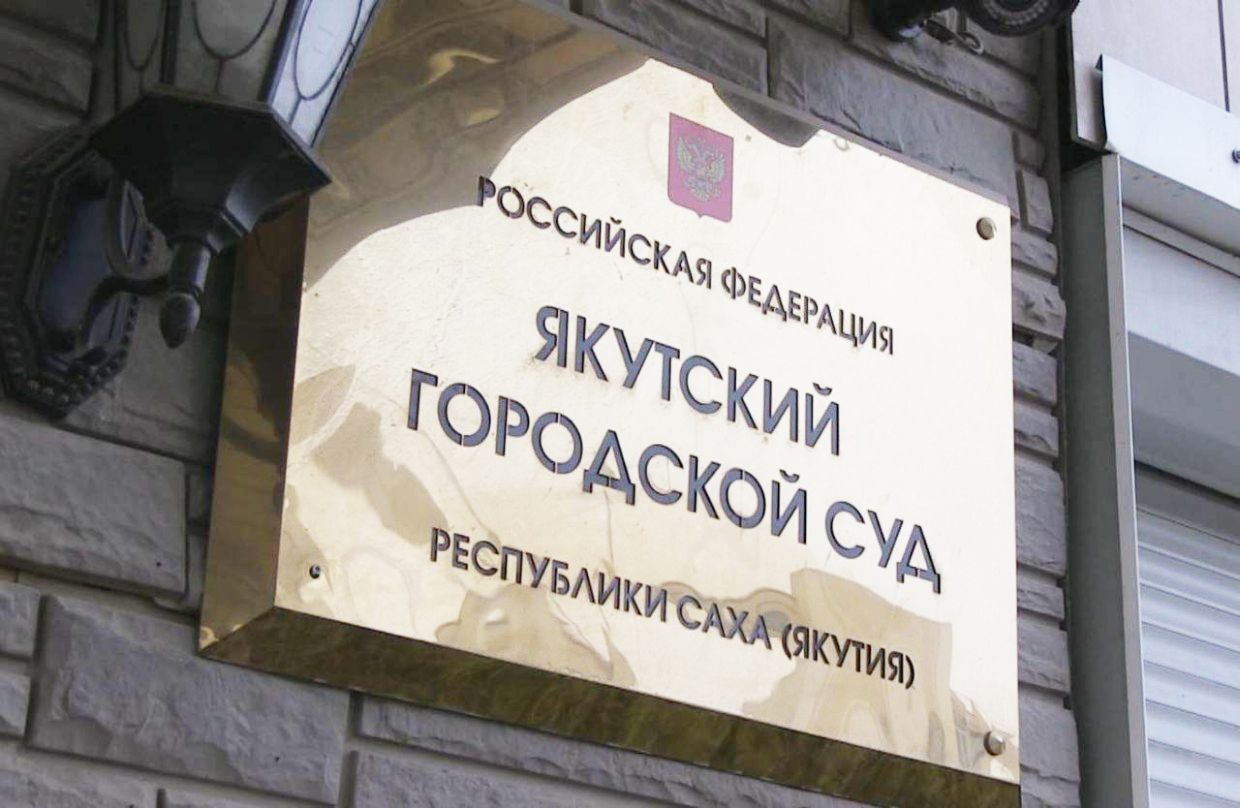 РОССИЙСКАЯ ФЕДЕРАЦИЯ
ЯКУТСКИЙ
ГОРОДСКОЙ СУД
РЕСПУБЛИКИ САХА (ЯКУТИЯ)